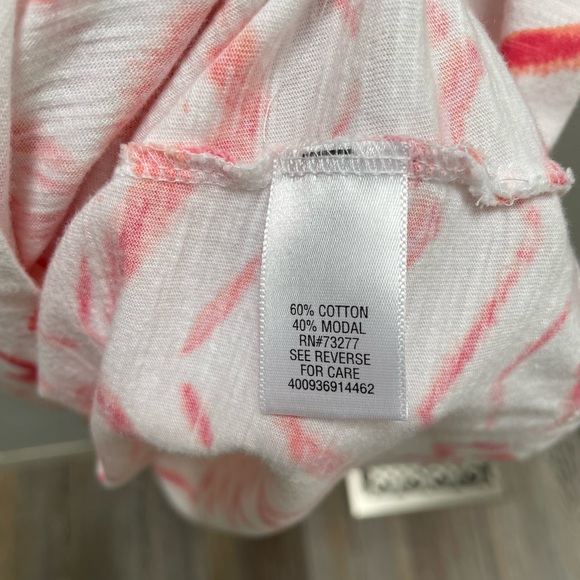 60% COTTON
40% MODAL
RN#73277
SEE REVERSE
FOR CARE
400936914462